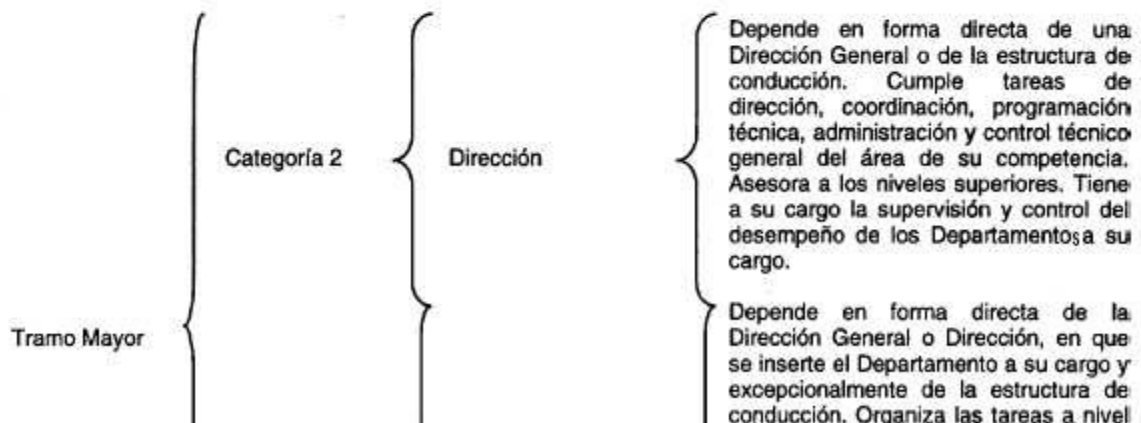 Depende en forma directa de una
Dirección General o de la estructura de
conducción. Cumple tareas de
dirección, coordinación, programación
técnica, administración y control técnico
Categoría 2
Dirección
general del área de su competencia.
Asesora a los niveles superiores. Tiene
a su cargo la supervisión y control del
desempeño de los Departamentos a su
cargo.
Tramo Mayor
Depende en forma directa de la
Dirección General o Dirección, en que
se inserte el Departamento a su cargo y
excepcionalmente de la estructura de
conducción. Organiza las tareas a nivel